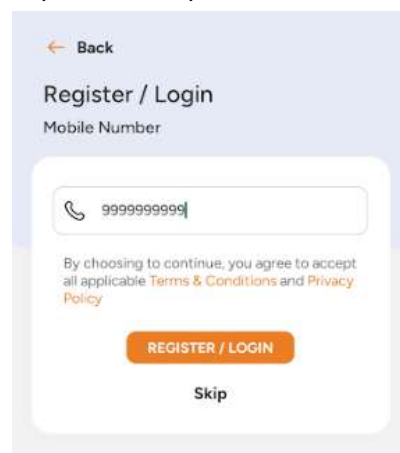 Back
Register / Login
Mobile Number
9999999999
By choosing to continue, you agree to accept
all applicable Terms & Conditions and Privacy
Policy
REGISTER / LOGIN
Skip